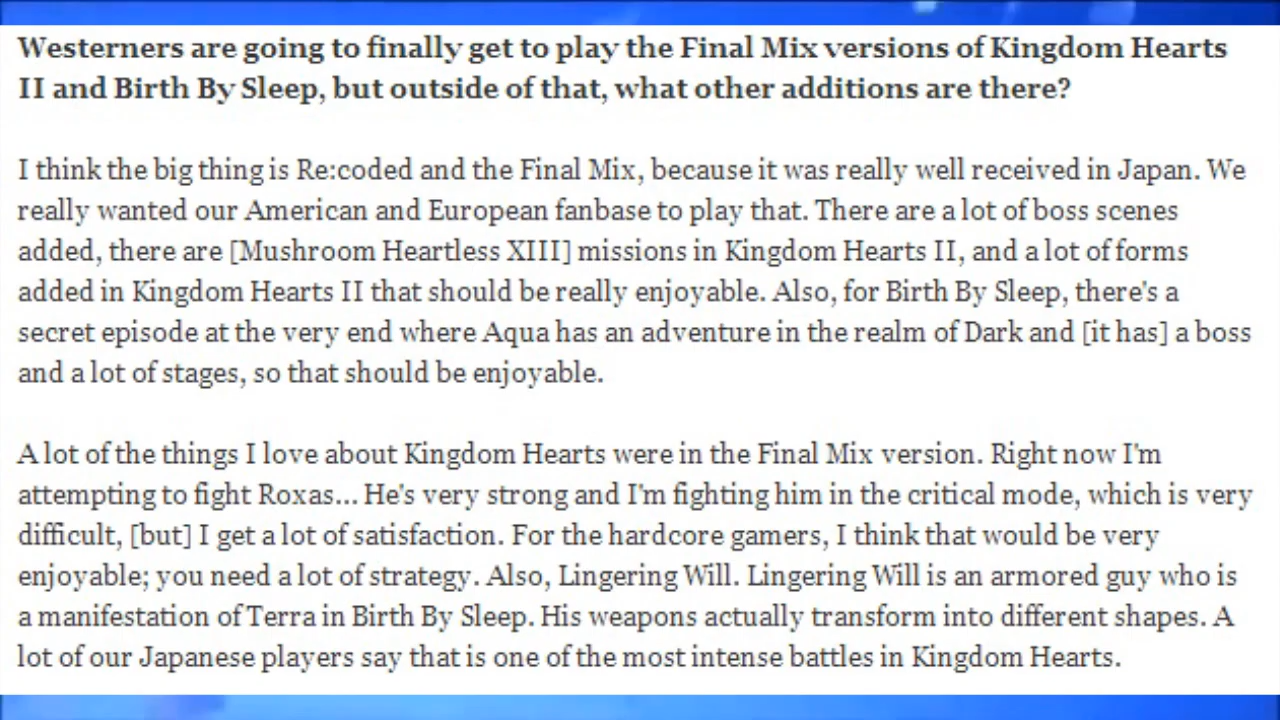 Westerners are going to finally get to play the Final Mix versions of Kingdom Hearts
II and Birth By Sleep, but outside of that, what other additions are there?
I think the big thing is Re:coded and the Final Mix, because it was really well received in Japan. We
really wanted our American and European fanbase to play that. There are a lot of boss scenes
added, there are [Mushroom Heartless XIII] missions in Kingdom Hearts II, and a lot of forms
added in Kingdom Hearts II that should be really enjoyable. Also, for Birth By Sleep, there's a
secret episode at the very end where Aqua has an adventure in the realm of Dark and [it has] a boss
and a lot of stages, so that should be enjoyable.
A lot of the things I love about Kingdom Hearts were in the Final Mix version. Right now I'm
attempting to fight Roxas... He's very strong and I'm fighting him in the critical mode, which is very
difficult, [but] I get a lot of satisfaction. For the hardcore gamers, I think that would be very
enjoyable; you need a lot of strategy. Also, Lingering Will. Lingering Will is an armored guy who is
a manifestation of Terra in Birth By Sleep. His weapons actually transform into different shapes. A
lot of our Japanese players say that is one of the most intense battles in Kingdom Hearts.